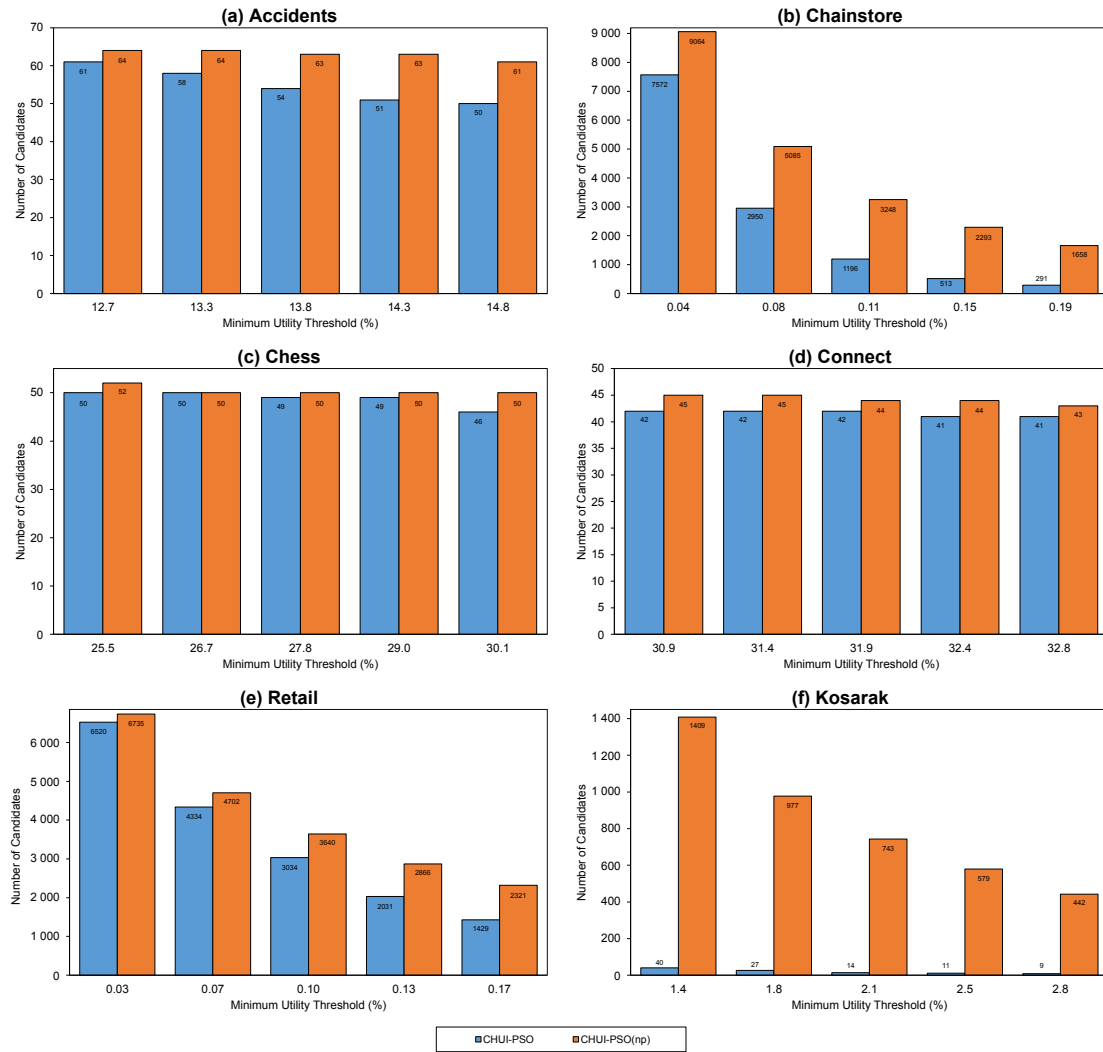 (a) Accidents
Number of Candidates
70
60
50
40
30
20
10
0
61 64 58 64 54 63 51 63 50 61
12.7 13.3 13.8 14.3 14.8
Minimum Utility Threshold (%)
(b) Chainstore
Number of Candidates
9 000
8 000
7 000
6 000
5 000
4 000
3 000
2 000
1 000
0
7572 9064 2950 5085 1196 3248 513 2293 291 1658
0.04 0.08 0.11 0.15 0.19
Minimum Utility Threshold (%)
(c) Chess
Number of Candidates
50
40
30
20
10
0
50 52 50 50 49 50 49 50 46 50
25.5 26.7 27.8 29.0 30.1
Minimum Utility Threshold (%)
(d) Connect
Number of Candidates
50
45
40
35
30
25
20
15
10
5
0
42 45 42 45 42 44 41 44 41 43
30.9 31.4 31.9 32.4 32.8
Minimum Utility Threshold (%)
(e) Retail
Number of Candidates
6 000
5 000
4 000
3 000
2 000
1 000
0
6520 6735 4334 4702 3034 3640 2031 2866 1429 2321
0.03 0.07 0.10 0.13 0.17
Minimum Utility Threshold (%)
(f) Kosarak
Number of Candidates
1 400
1 200
1 000
800
600
400
200
0
40 1409 27 977 14 743 11 579 9 442
1.4 1.8 2.1 2.5 2.8
Minimum Utility Threshold (%)
CHUI-PSO CHUI-PSO(np)